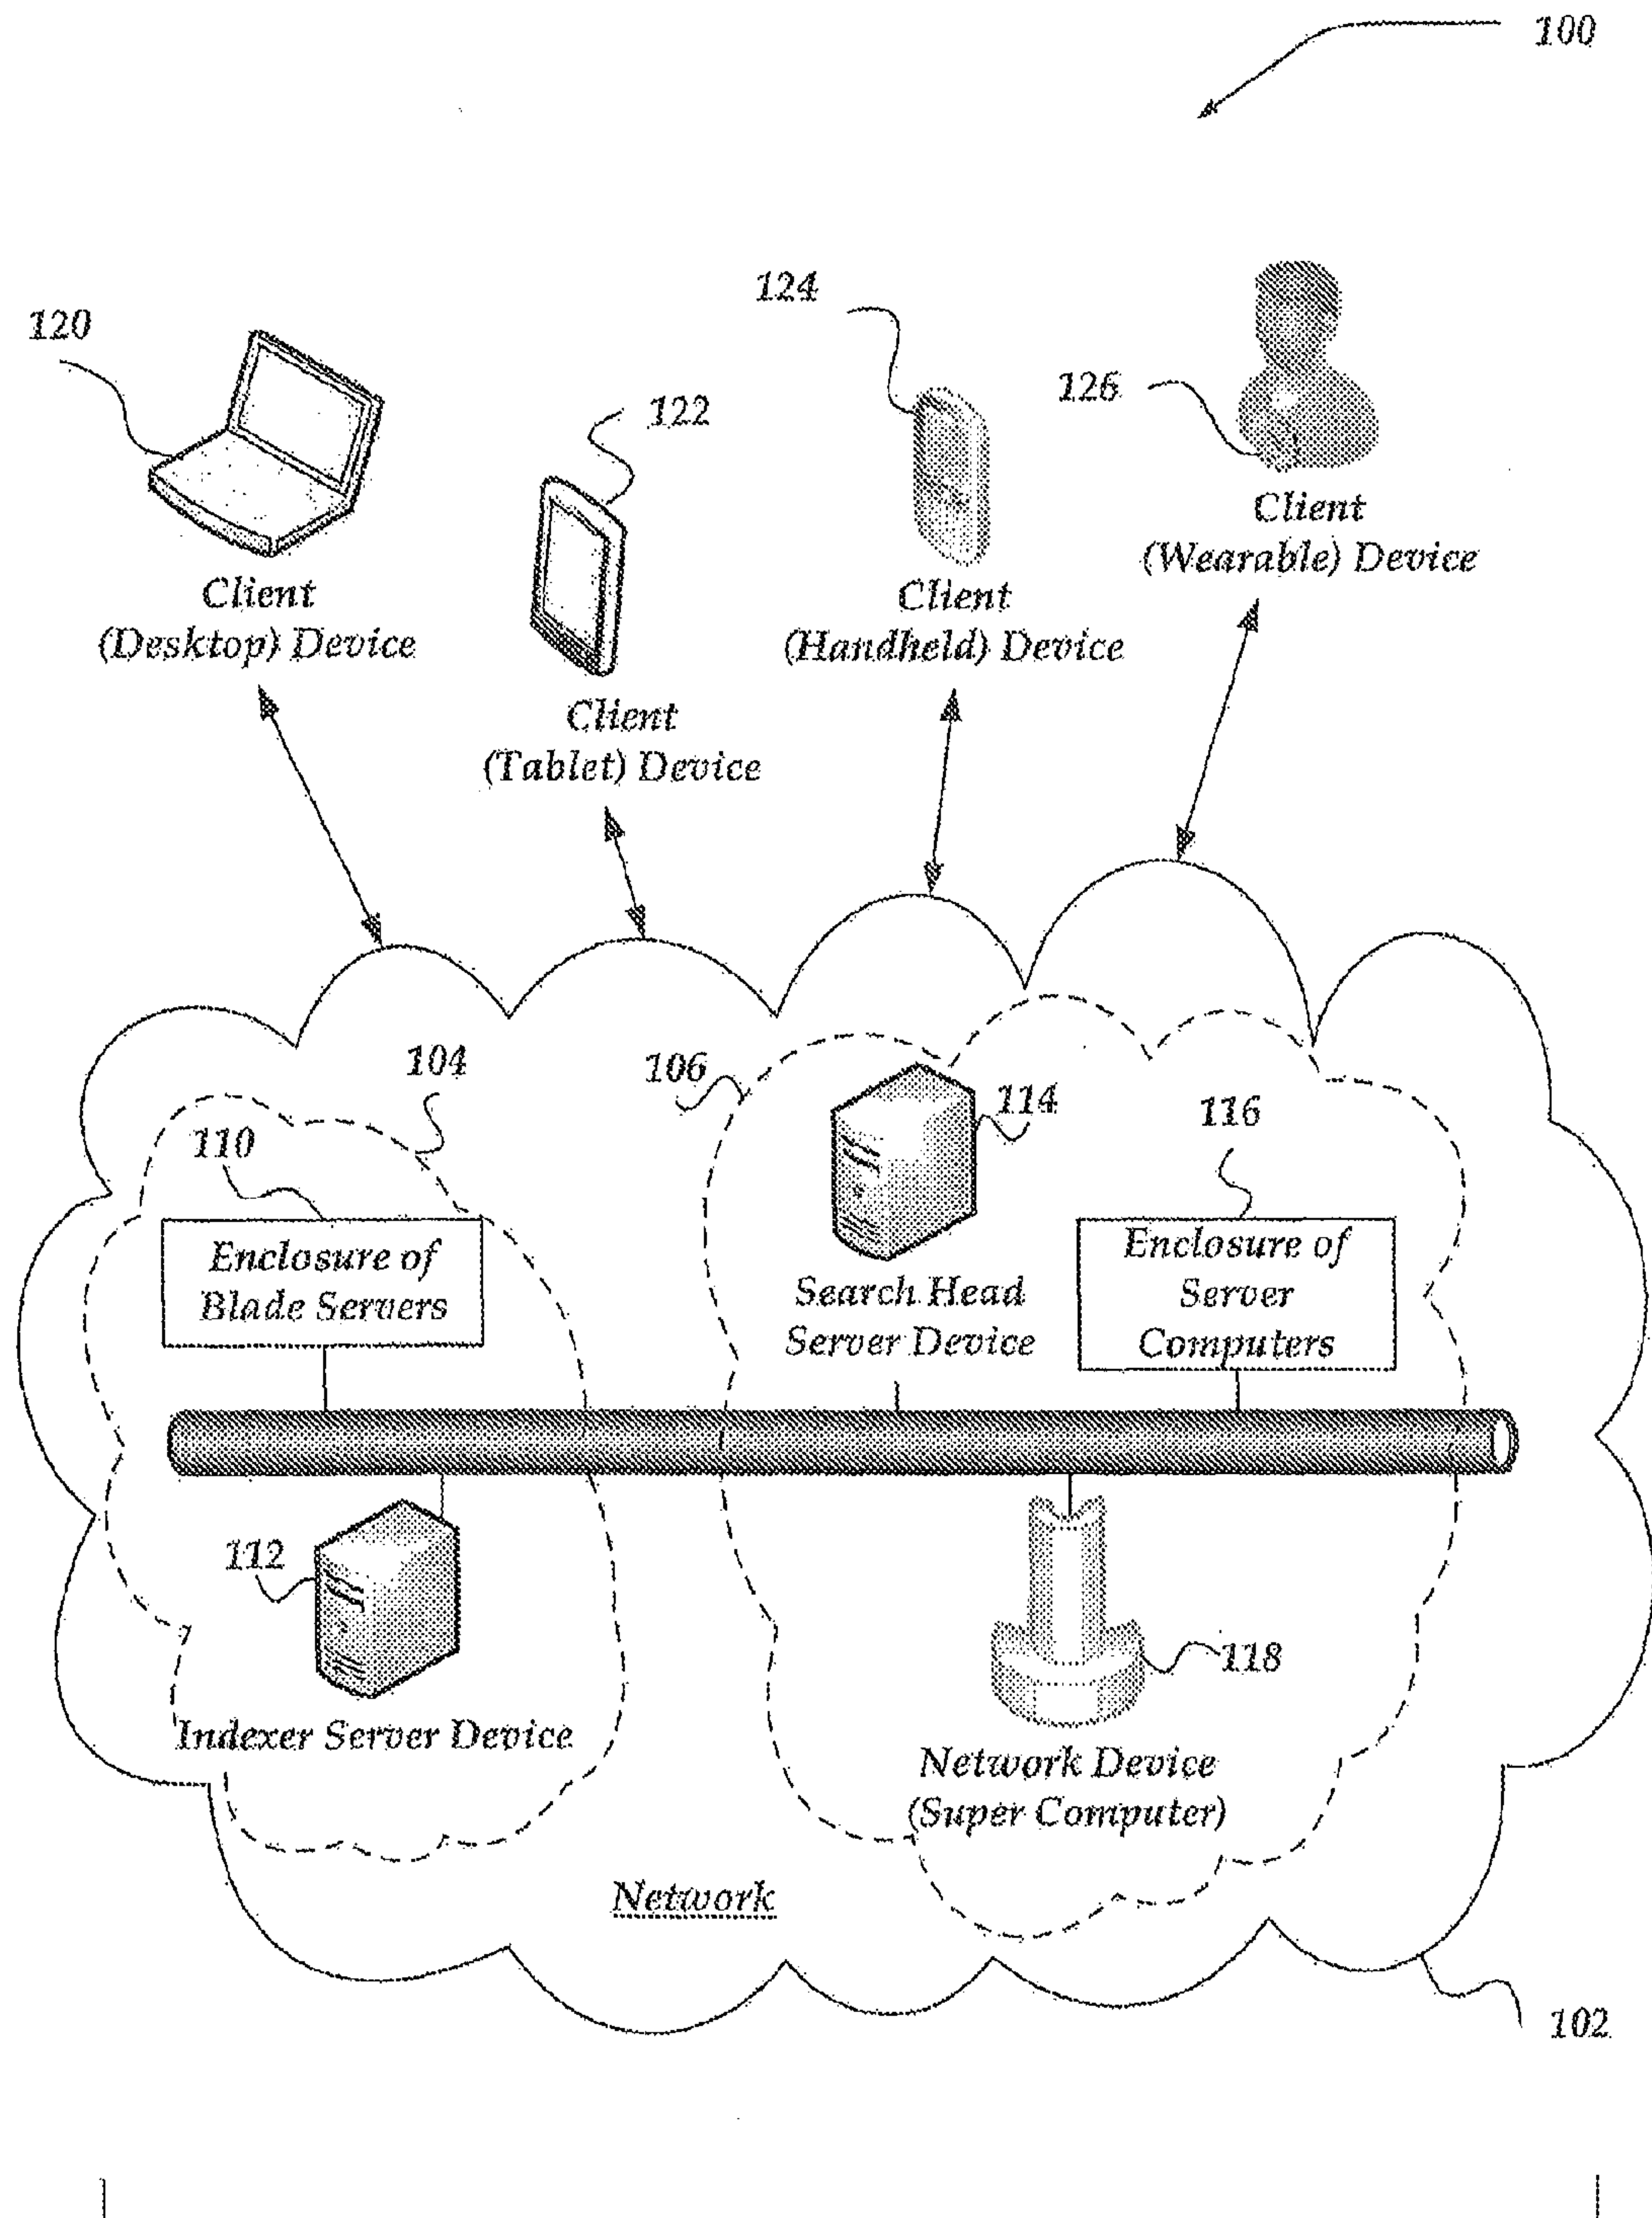 100
120
124
126
122
Client
(Desktop) Device
Client
(Tablet) Device
Client
(Handheld) Device
Client
(Wearable) Device
104
106
110
114
116
Enclosure of
Blade Servers
Search Head
Server Device
Enclosure of
Server
Computers
112
118
Indexer Server Device
Network Device
(Super Computer)
Network
102